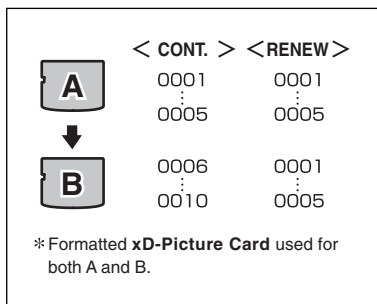 < CONT. > <RENEW>
A 0001 0001
⋮ ⋮
0005 0005
B 0006 0001
⋮ ⋮
0010 0005
*Formatted xD-Picture Card used for
both A and B.